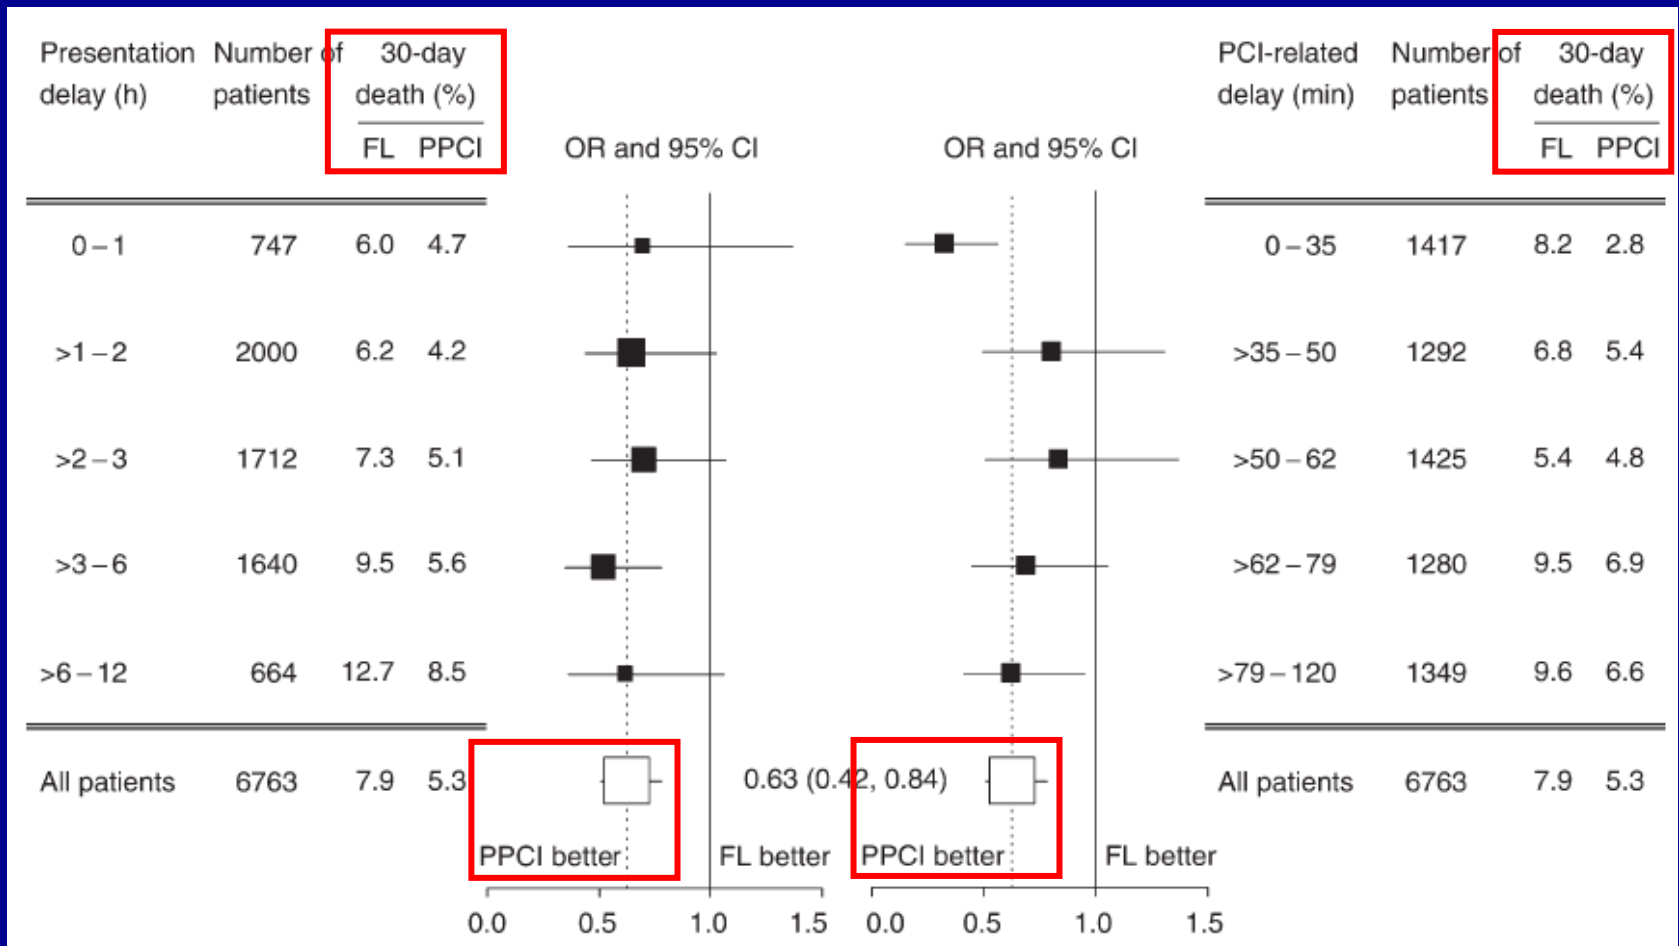 Presentation Number of 30-day PCI-related Number of 30-day
delay (h) patients death (%) delay (min) patients death (%)
FL PPCI OR and 95% CI OR and 95% CI FL PPCI
0–1 747 6.0 4.7 0–35 1417 8.2 2.8
>1–2 2000 6.2 4.2 >35–50 1292 6.8 5.4
>2–3 1712 7.3 5.1 >50–62 1425 5.4 4.8
>3–6 1640 9.5 5.6 >62–79 1280 9.5 6.9
>6–12 664 12.7 8.5 >79–120 1349 9.6 6.6
All patients 6763 7.9 5.3 0.63 (0.42, 0.84) All patients 6763 7.9 5.3
PPCI better FL better PPCI better FL better
0.0 0.5 1.0 1.5 0.0 0.5 1.0 1.5